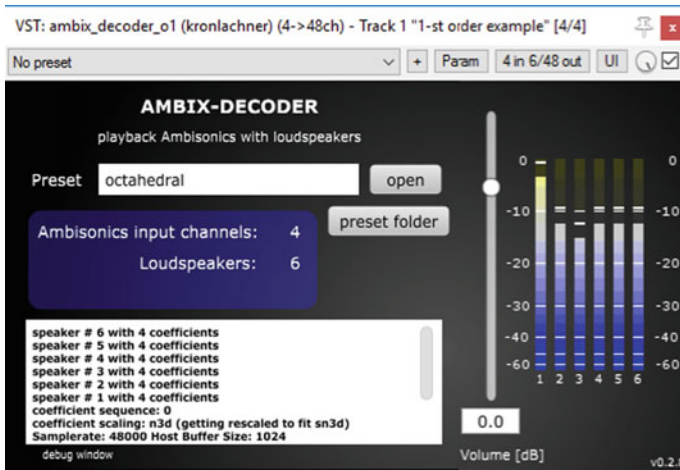 VST: ambix_decoder_o1 (kronlachner) (4->48ch) - Track 1 "1-st order example" [4/4]
x
No preset
+
Param
4 in 6/48 out
UI
AMBIX-DECODER
playback Ambisonics with loudspeakers
Preset
octahedral
open
preset folder
Ambisonics input channels: 4
Loudspeakers: 6
speaker # 6 with 4 coefficients
speaker # 5 with 4 coefficients
speaker # 4 with 4 coefficients
speaker # 3 with 4 coefficients
speaker # 2 with 4 coefficients
speaker # 1 with 4 coefficients
coefficient sequence: 0
coefficient scaling: n3d (getting rescaled to fit sn3d)
Samplerate: 48000 Host Buffer Size: 1024
debug window
0 0
-10 -10
-20 -20
-30 -30
-40 -40
-60 -60
1 2 3 4 5 6
0.0
Volume [dB]